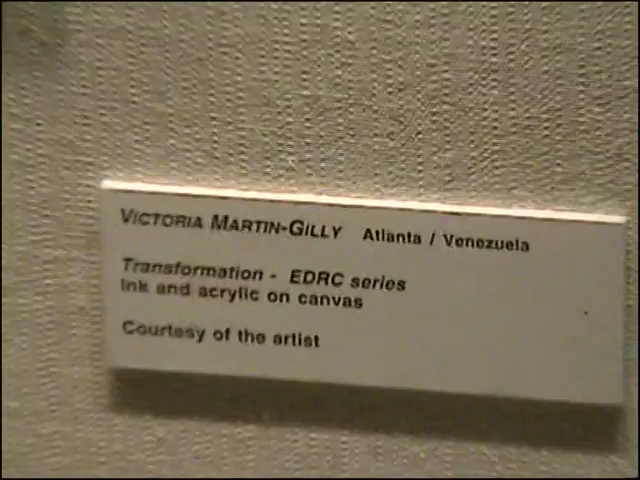 VICTORIA MARTIN-GILLY Atlanta / Venezuela
Transformation - EDRC series
Ink and acrylic on canvas
Courtesy of the artist